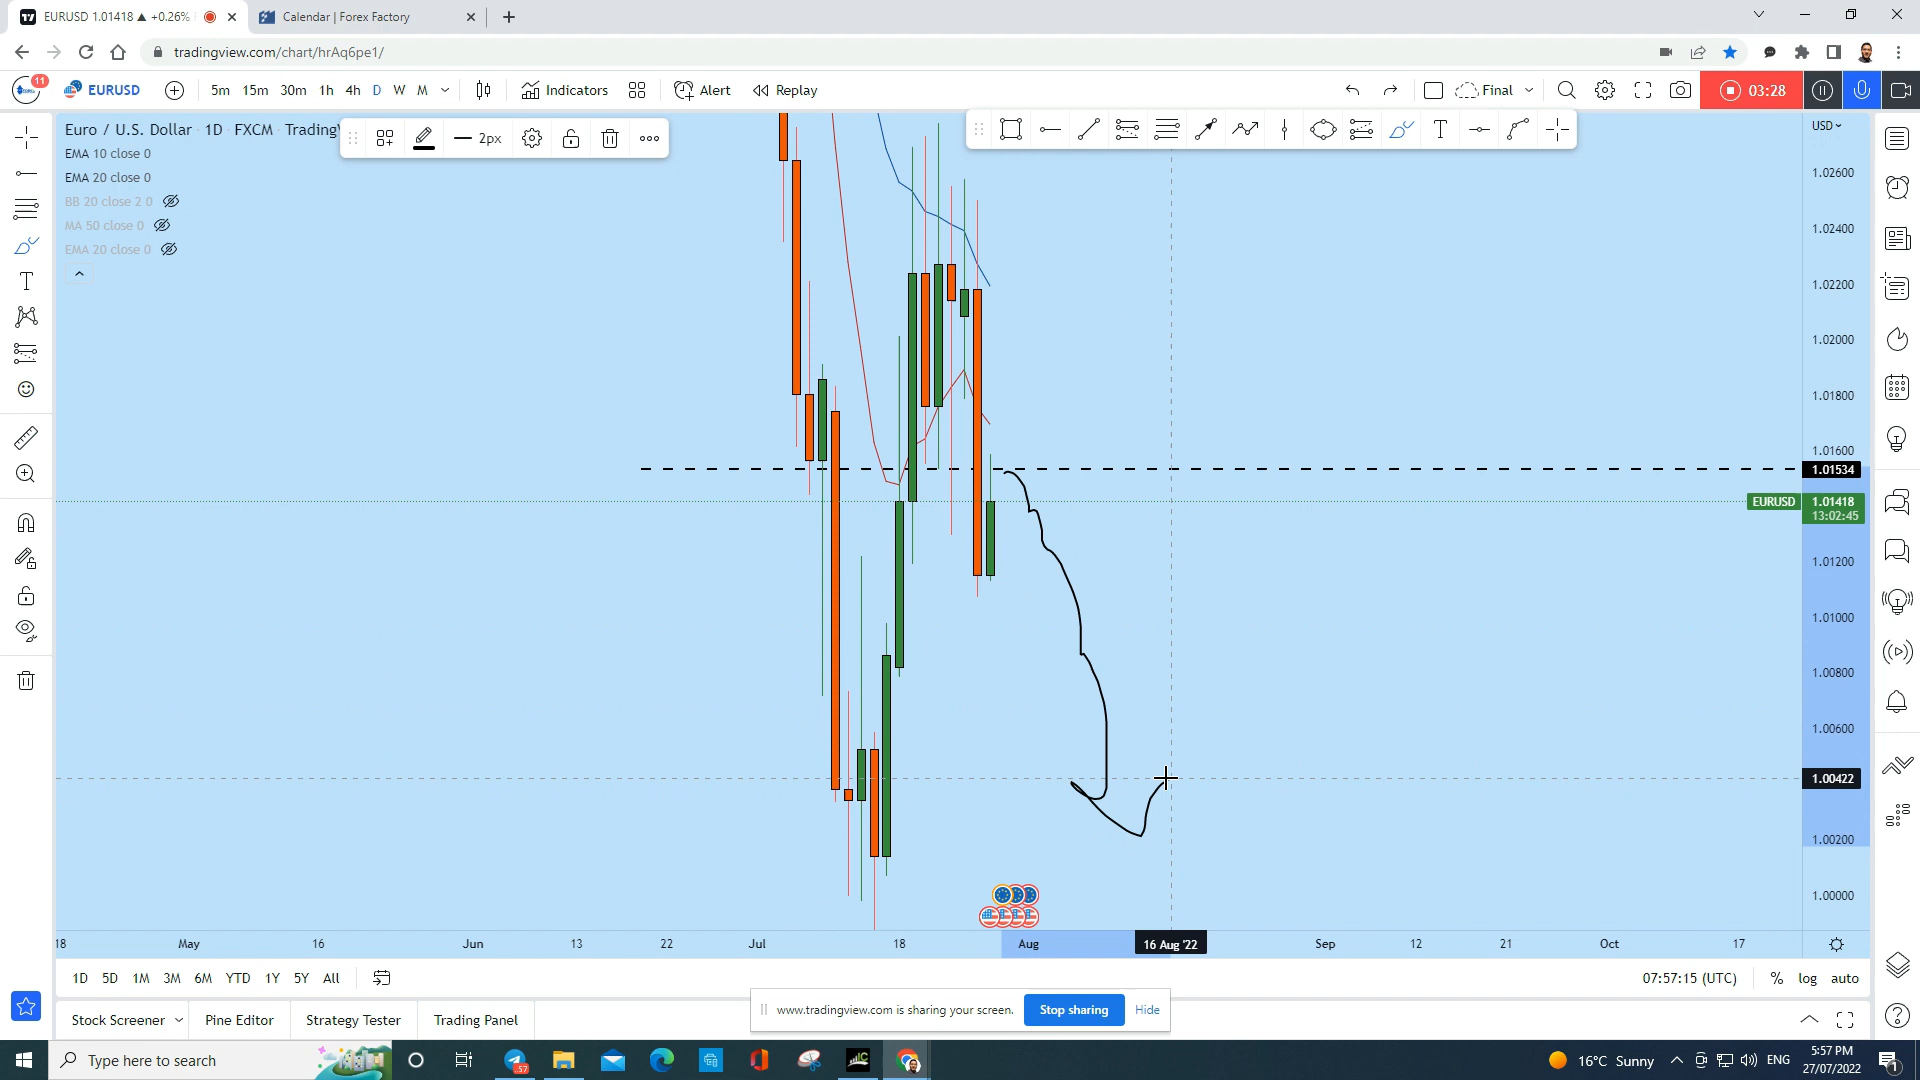 EURUSD 1.01418 ▲ +0.26%
Calendar | Forex Factory
tradingview.com/chart/hrAq6pe1/
11
EURUSD
5m 15m 30m 1h 4h D W M
Indicators
Alert
Replay
Final
03:28
Euro / U.S. Dollar · 1D · FXCM · Trading
2px
EMA 10 close 0
EMA 20 close 0
BB 20 close 2 0
MA 50 close 0
EMA 20 close 0
USD
1.02600
1.02400
1.02200
1.02000
1.01800
1.01600
1.01534
EURUSD 1.01418
13:02:45
1.01200
1.01000
1.00800
1.00600
1.00422
1.00200
1.00000
18 May 16 Jun 13 22 Jul 18 Aug 16 Aug '22 Sep 12 21 Oct 17
1D 5D 1M 3M 6M YTD 1Y 5Y All
07:57:15 (UTC) % log auto
www.tradingview.com is sharing your screen. Stop sharing Hide
Stock Screener Pine Editor Strategy Tester Trading Panel
Type here to search
57
16°C Sunny
ENG
5:57 PM
27/07/2022
1